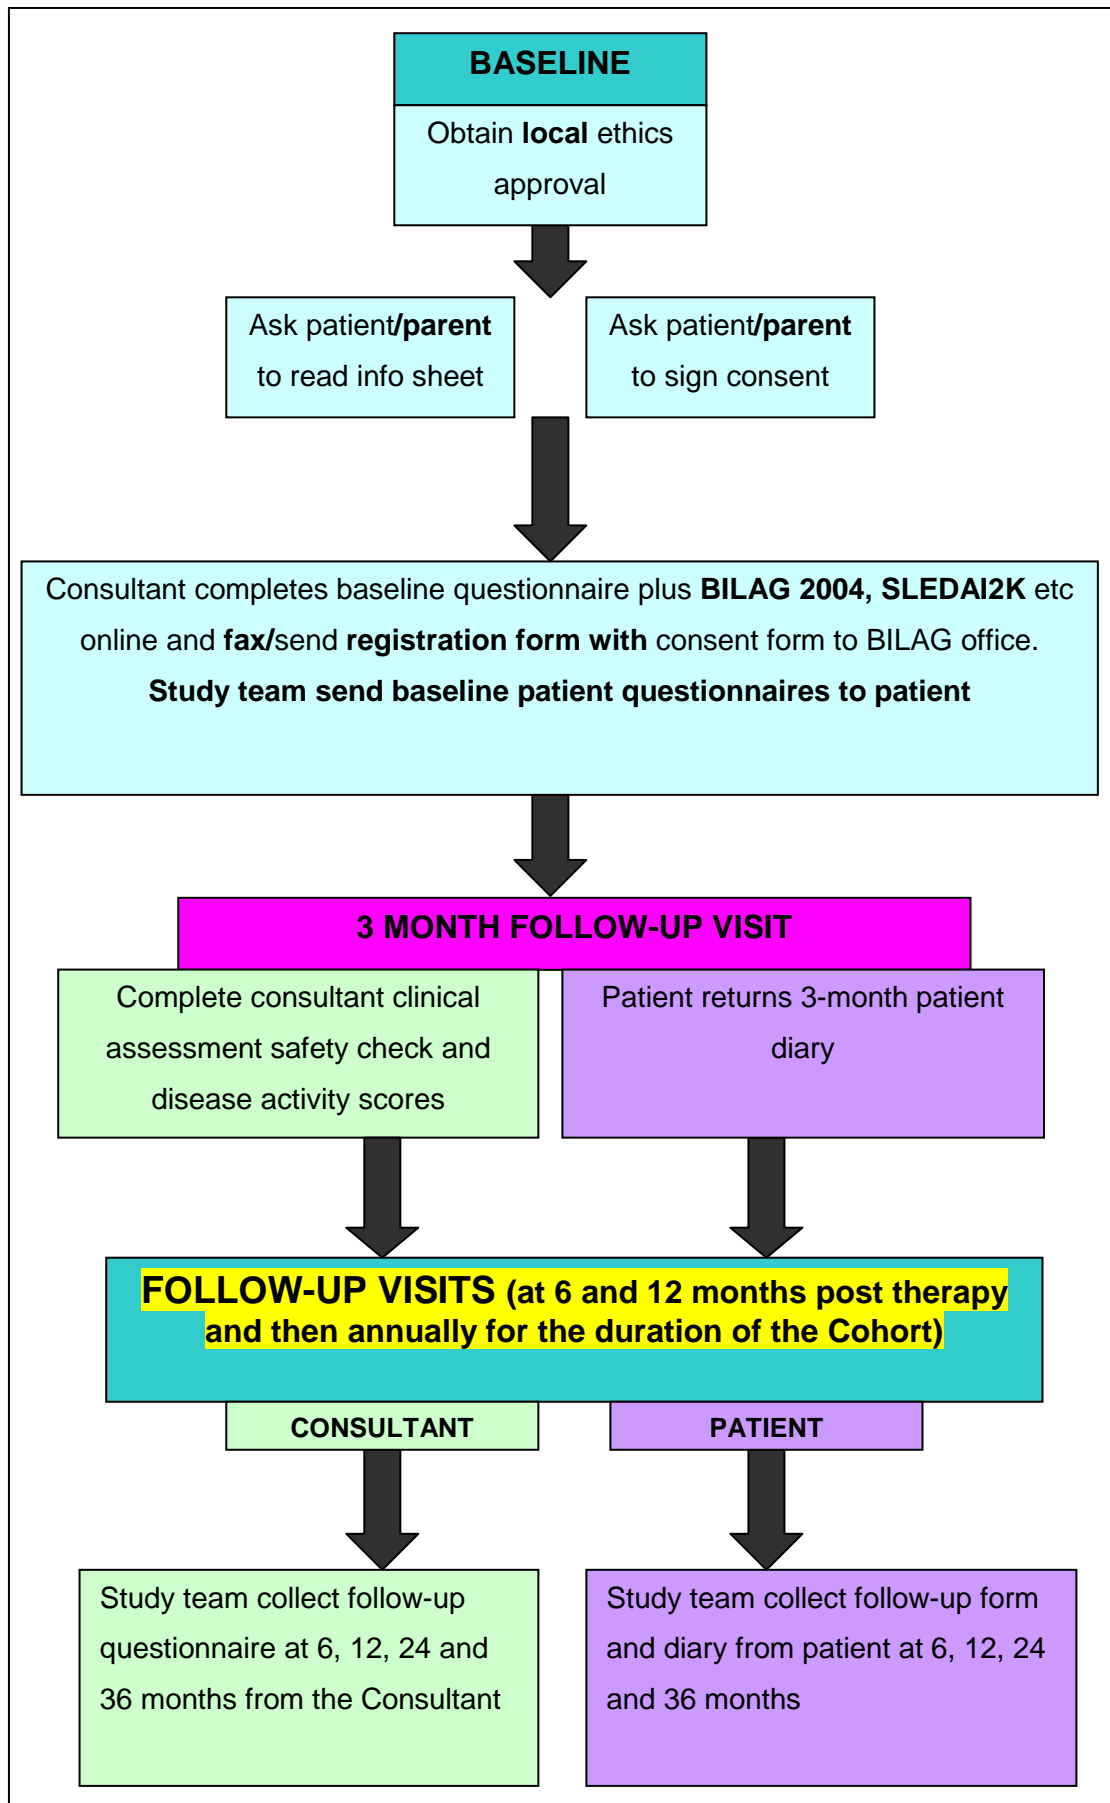 BASELINE
Obtain local ethics
approval
Ask patient/parent
to read info sheet
Ask patient/parent
to sign consent
Consultant completes baseline questionnaire plus BILAG 2004, SLEDAI2K etc
online and fax/send registration form with consent form to BILAG office.
Study team send baseline patient questionnaires to patient
3 MONTH FOLLOW-UP VISIT
Complete consultant clinical
assessment safety check and
disease activity scores
Patient returns 3-month patient
diary
FOLLOW-UP VISITS (at 6 and 12 months post therapy
and then annually for the duration of the Cohort)
CONSULTANT
PATIENT
Study team collect follow-up
questionnaire at 6, 12, 24 and
36 months from the Consultant
Study team collect follow-up form
and diary from patient at 6, 12, 24
and 36 months